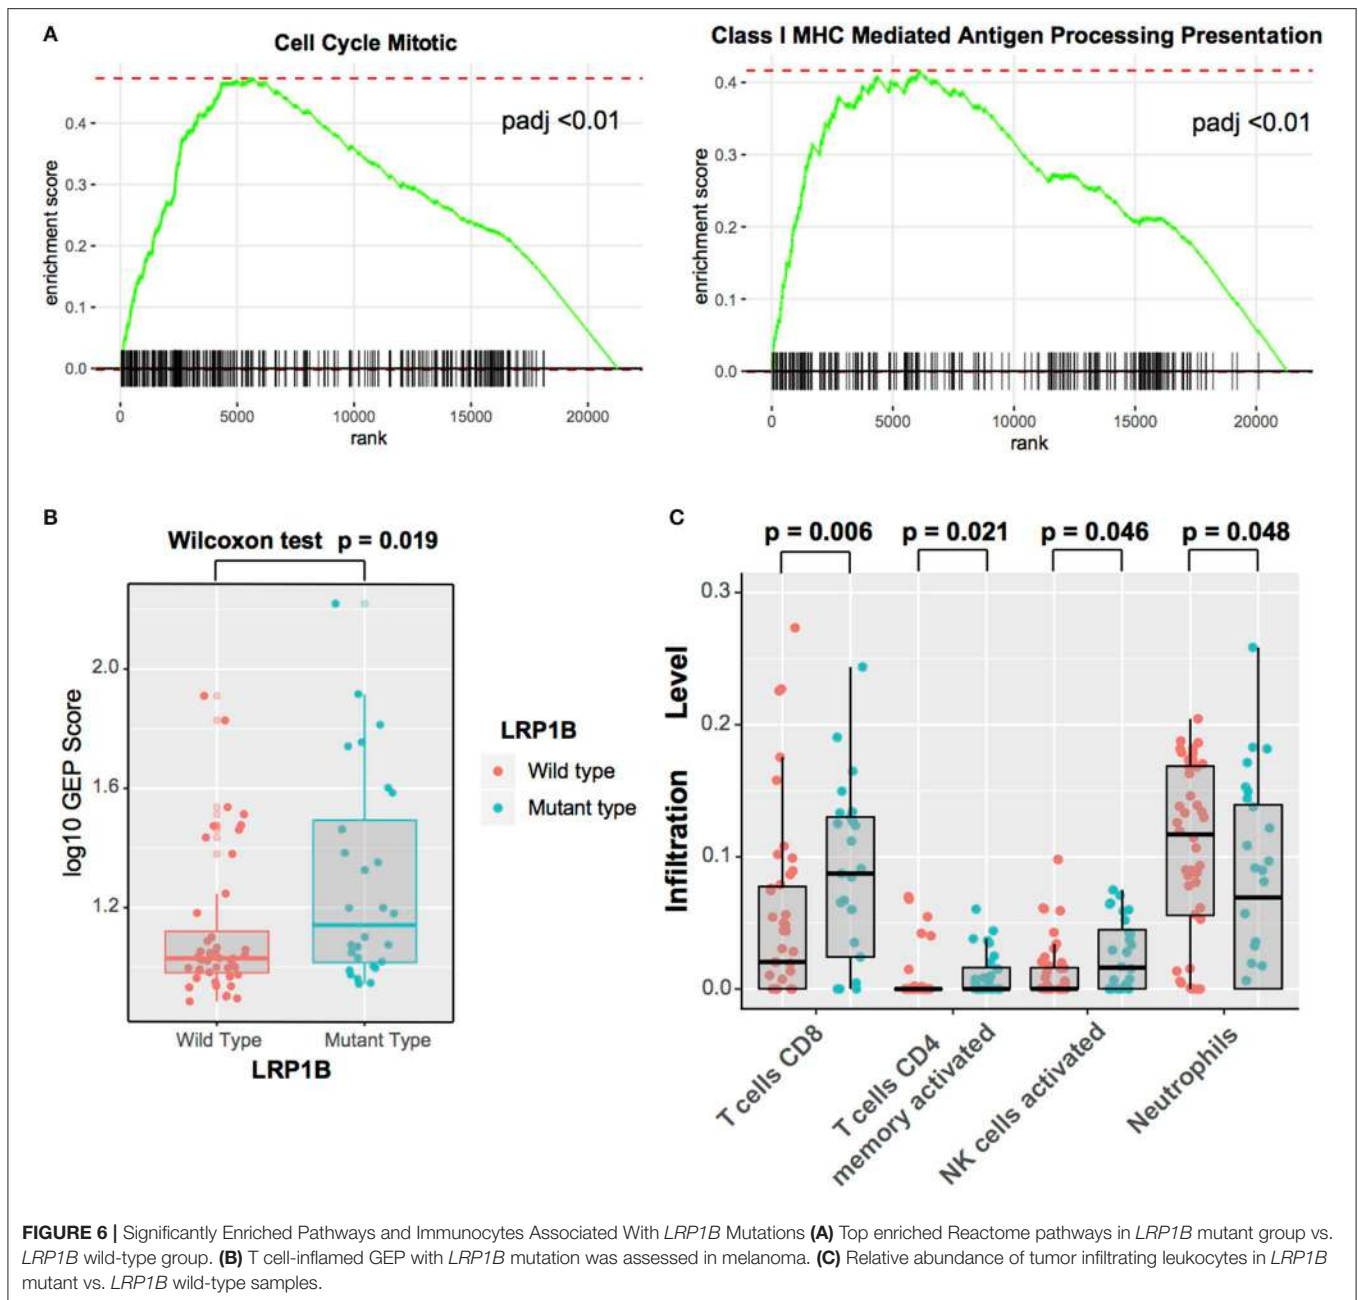 A
Cell Cycle Mitotic
padj <0.01
enrichment score
0.4
0.3
0.2
0.1
0.0
0 5000 10000 15000 20000
rank
Class I MHC Mediated Antigen Processing Presentation
padj <0.01
enrichment score
0.4
0.3
0.2
0.1
0.0
0 5000 10000 15000 20000
rank
B
Wilcoxon test p = 0.019
log10 GEP Score
2.0
1.6
1.2
Wild Type Mutant Type
LRP1B
LRP1B
Wild type
Mutant type
C
p = 0.006 p = 0.021 p = 0.046 p = 0.048
Infiltration Level
0.3
0.2
0.1
0.0
T cells CD8
T cells CD4
memory activated
NK cells activated
Neutrophils
FIGURE 6 | Significantly Enriched Pathways and Immunocytes Associated With LRP1B Mutations (A) Top enriched Reactome pathways in LRP1B mutant group vs.
LRP1B wild-type group. (B) T cell-inflamed GEP with LRP1B mutation was assessed in melanoma. (C) Relative abundance of tumor infiltrating leukocytes in LRP1B
mutant vs. LRP1B wild-type samples.